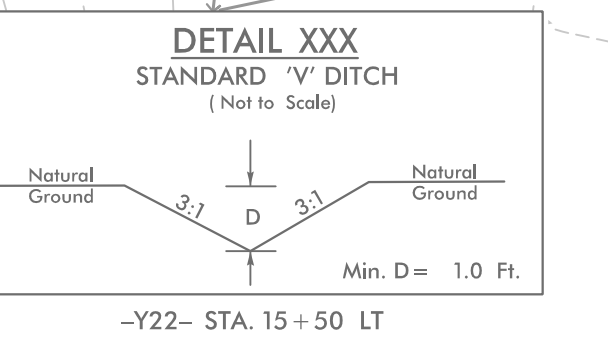 DETAIL XXX
STANDARD 'V' DITCH
( Not to Scale)
Natural
Ground
3:1
D
3:1
Natural
Ground
Min. D = 1.0 Ft.
–Y22– STA. 15+50 LT